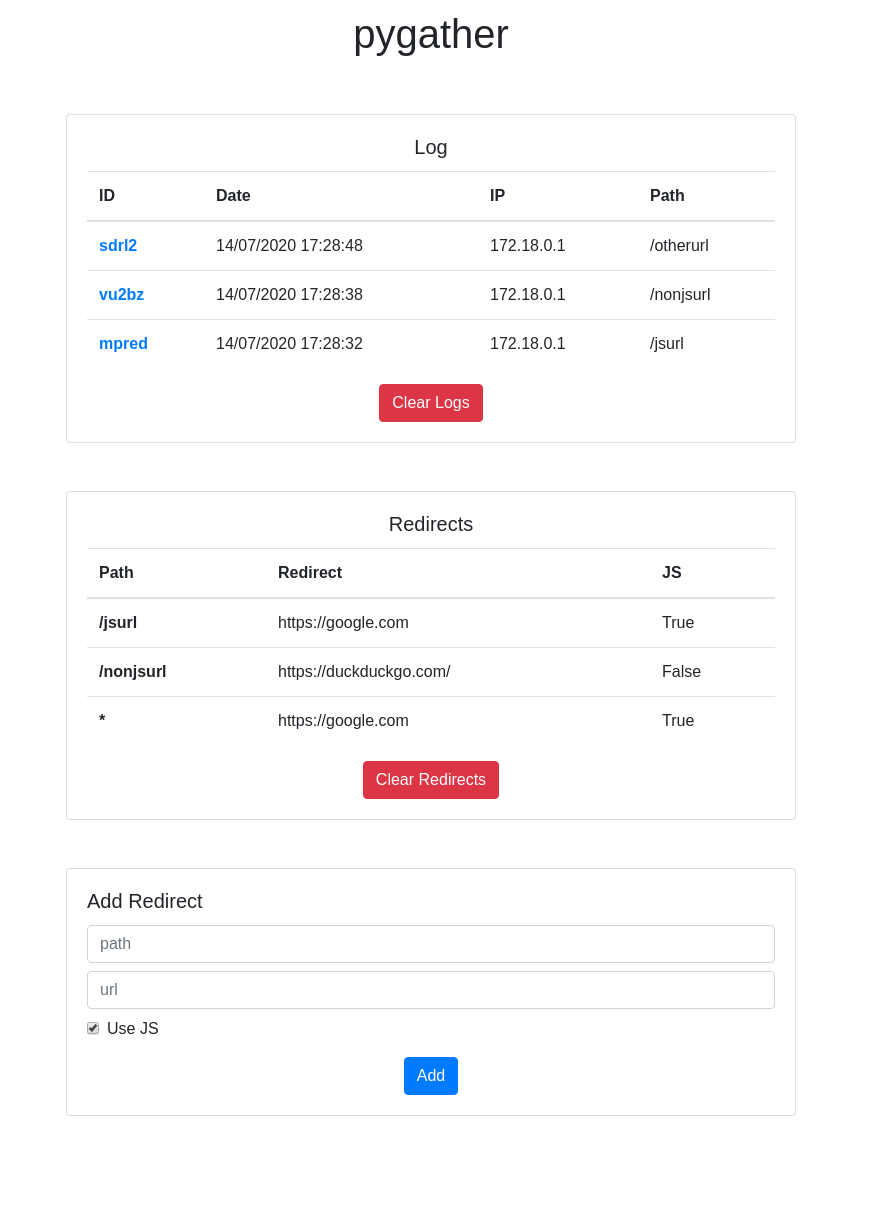 pygather
Log
ID Date IP Path
sdrl2 14/07/2020 17:28:48 172.18.0.1 /otherurl
vu2bz 14/07/2020 17:28:38 172.18.0.1 /nonjsurl
mpred 14/07/2020 17:28:32 172.18.0.1 /jsurl
Clear Logs
Redirects
Path Redirect JS
/jsurl https://google.com True
/nonjsurl https://duckduckgo.com/ False
* https://google.com True
Clear Redirects
Add Redirect
path
url
Use JS
Add